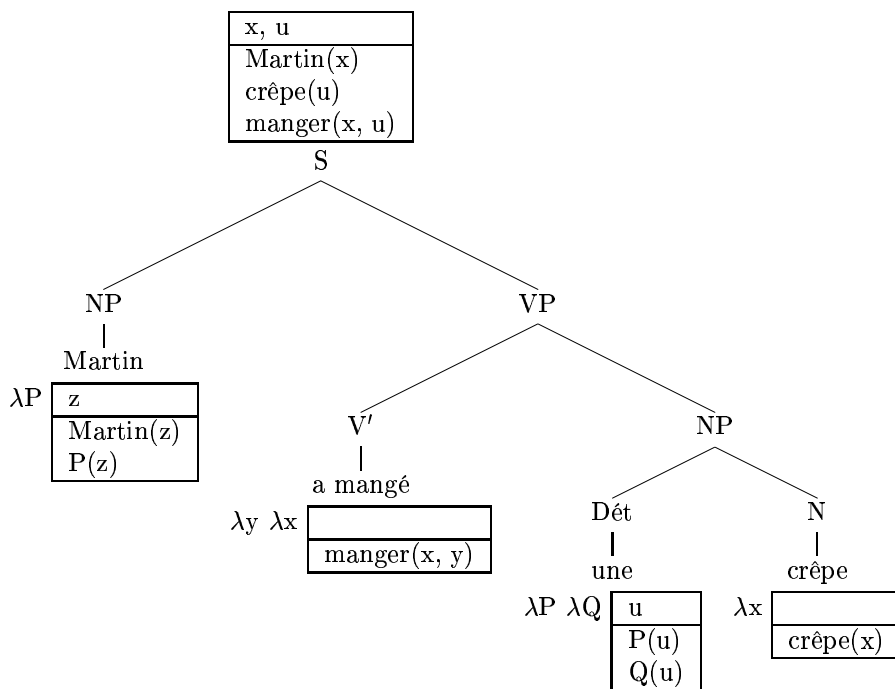 x, u
Martin(x)
crêpe(u)
manger(x, u)
S
NP VP
Martin
λP z
Martin(z)
P(z)
V′ NP
a mangé
λy λx
manger(x, y)
Dét N
une crêpe
λP λQ u λx
P(u) crêpe(x)
Q(u)